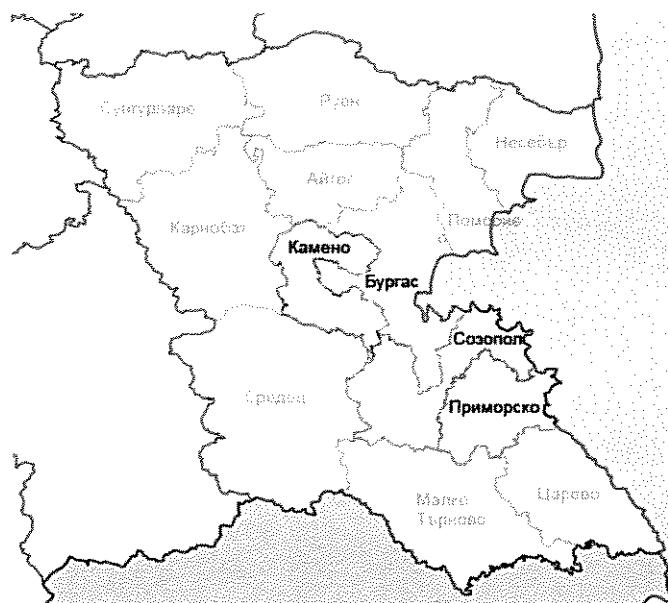 Сунгурларе
Руен
Несебър
Айтос
Карнобат
Поморие
Камено
Бургас
Созопол
Средец
Приморско
Малко
Търново
Царево